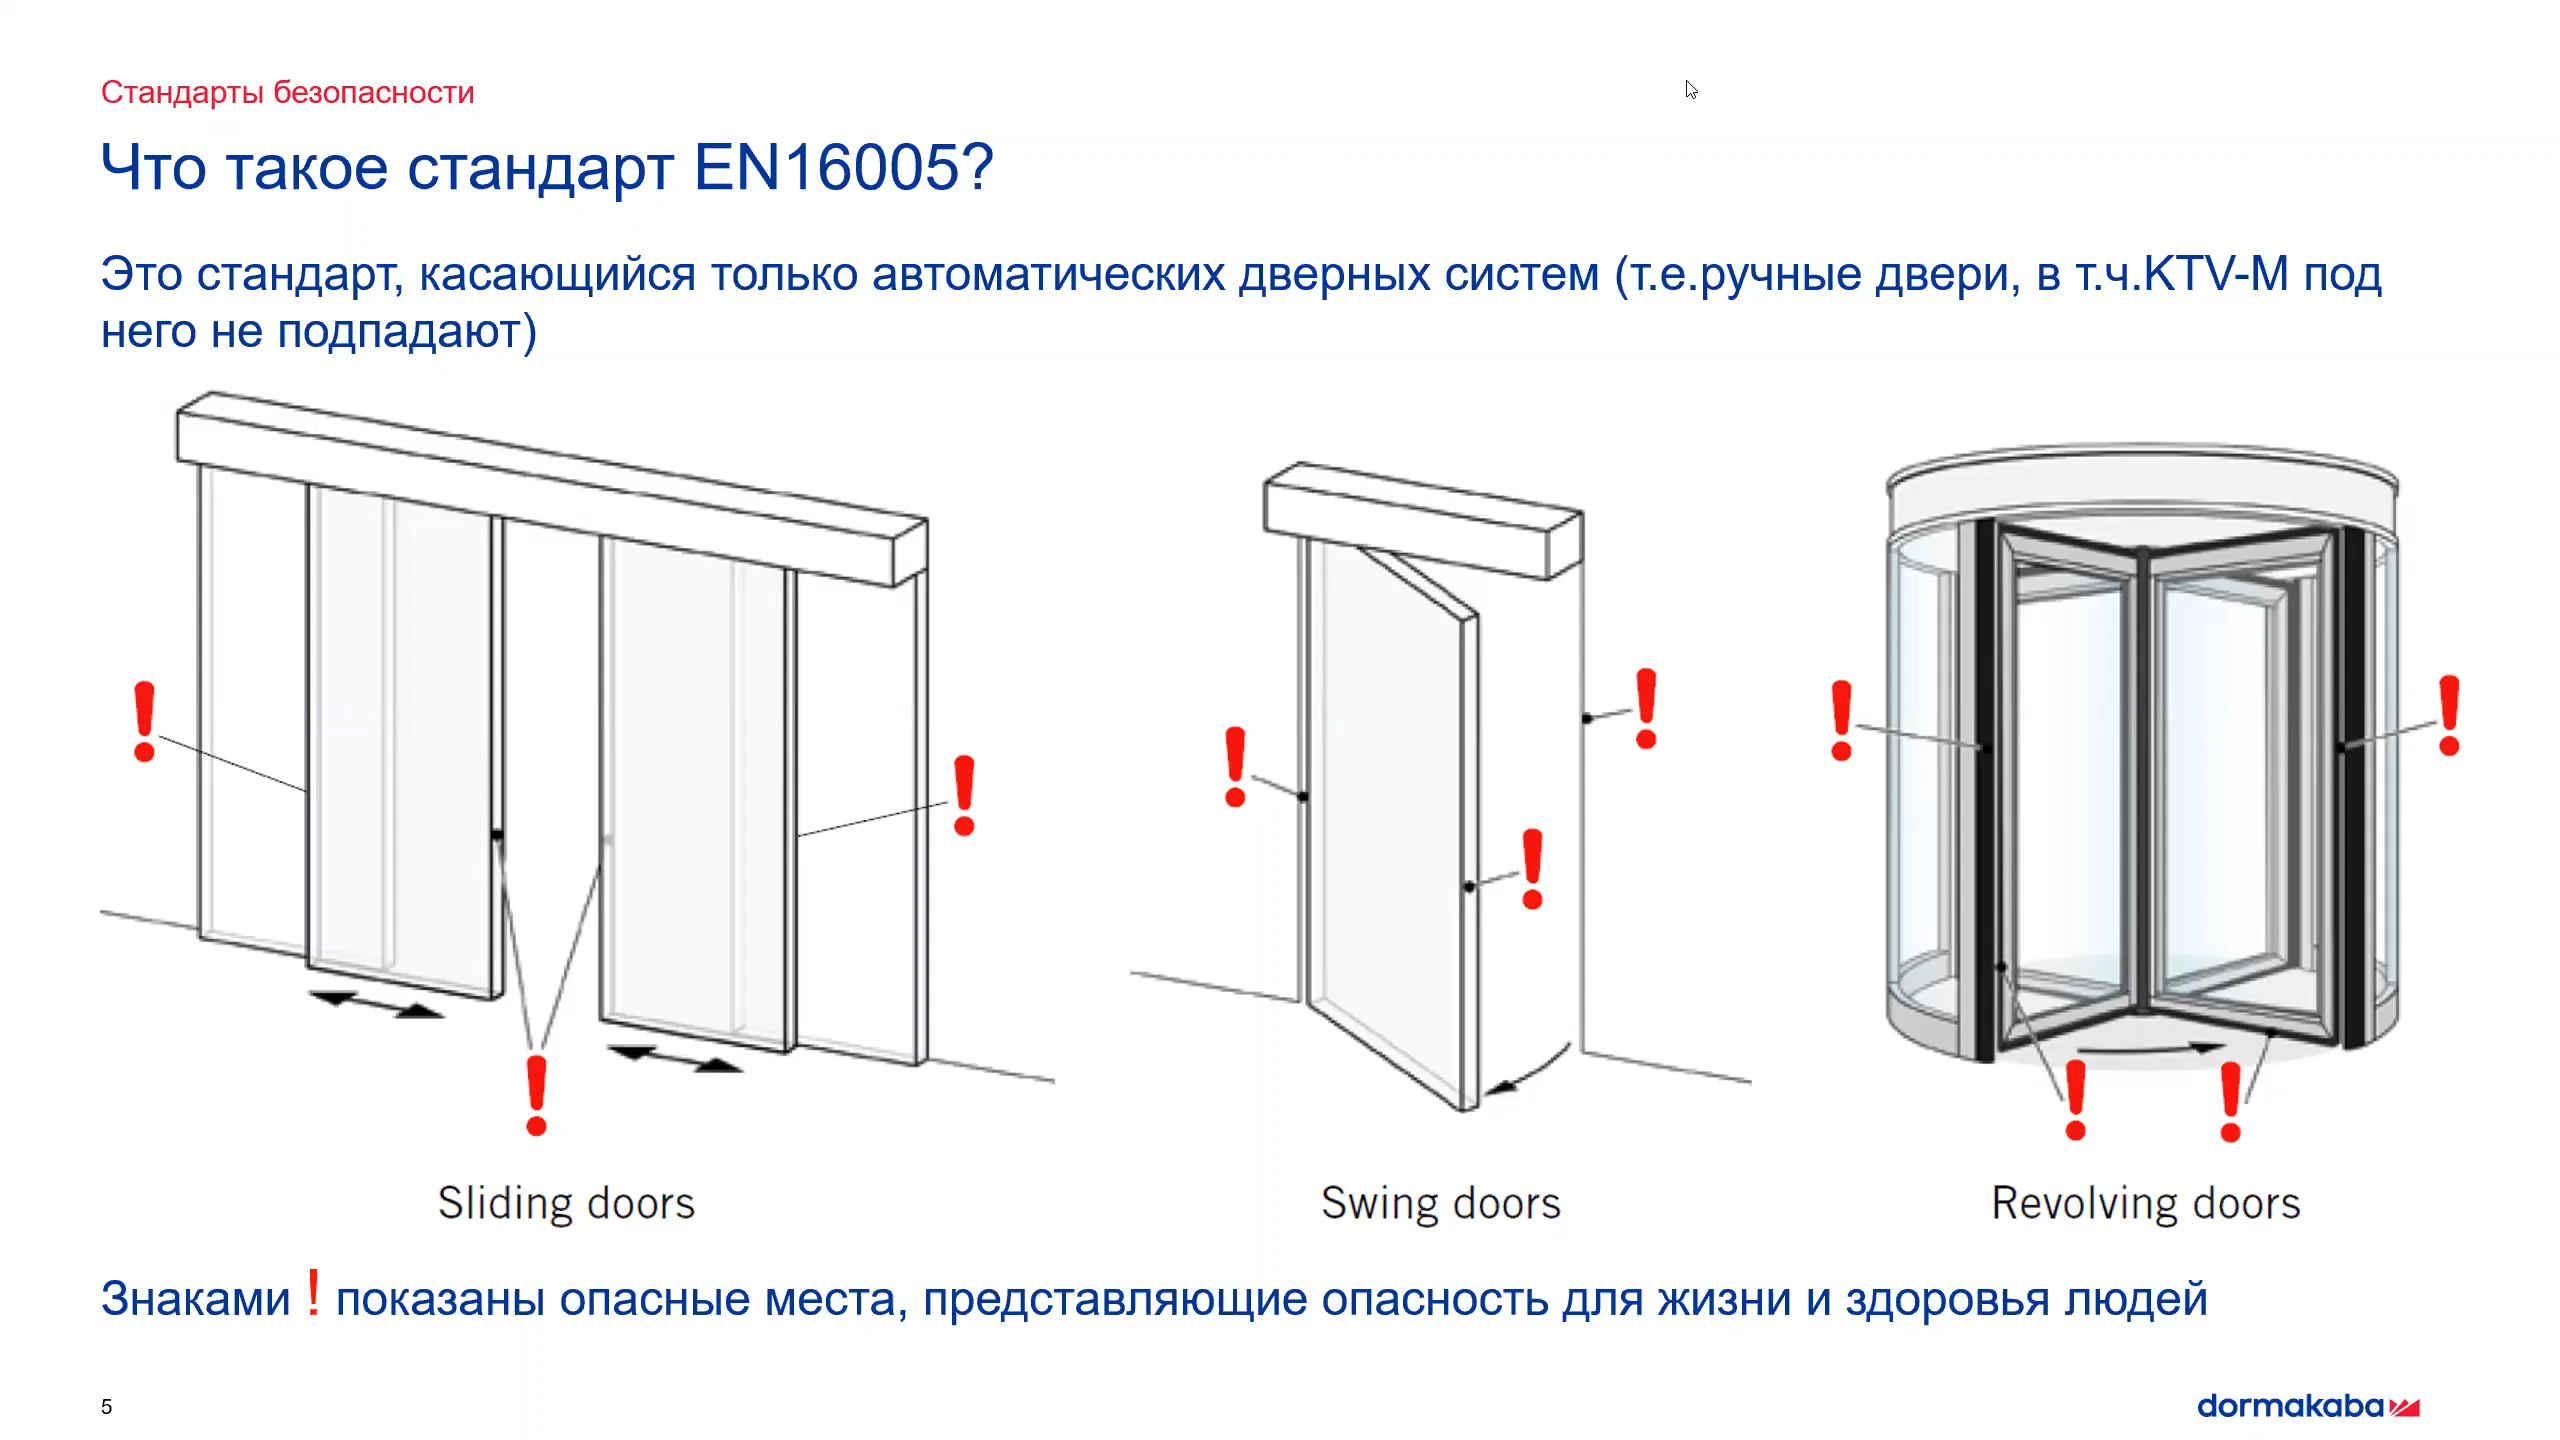 Стандарты безопасности
Что такое стандарт EN16005?
Это стандарт, касающийся только автоматических дверных систем (т.е.ручные двери, в т.ч.KTV-M под
него не подпадают)
!
!
!
!
!
!
!
!
!
!
Sliding doors
Swing doors
Revolving doors
Знаками ! показаны опасные места, представляющие опасность для жизни и здоровья людей
5
dormakaba